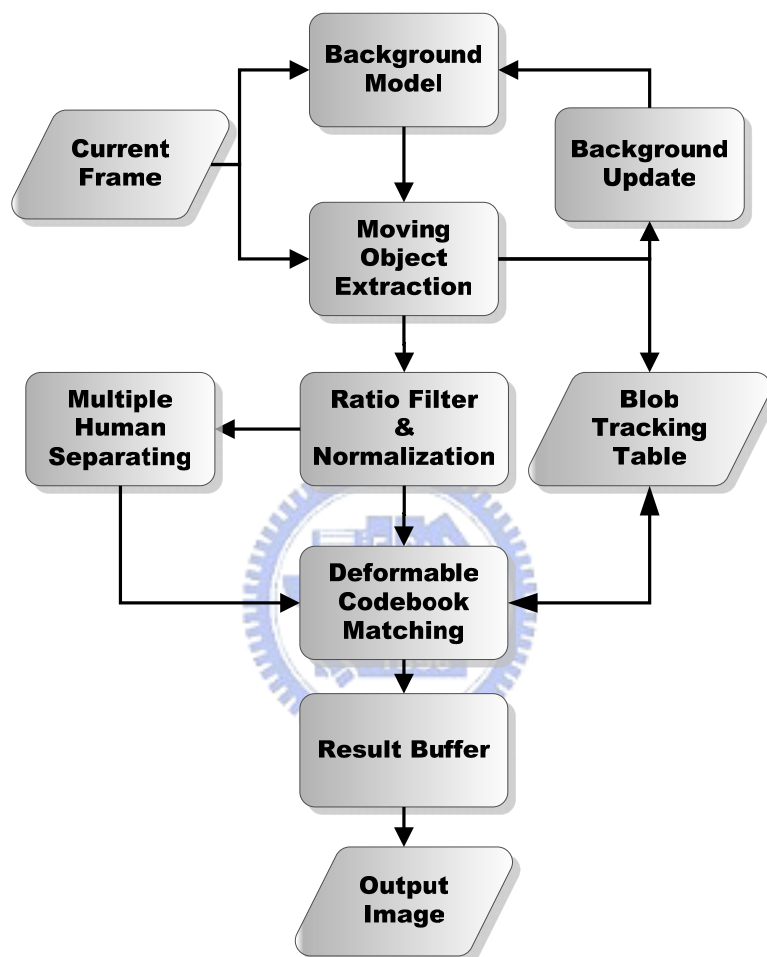 Background
Model
Current
Frame
Background
Update
Moving
Object
Extraction
Multiple
Human
Separating
Ratio Filter
&
Normalization
Blob
Tracking
Table
Deformable
Codebook
Matching
Result Buffer
Output
Image